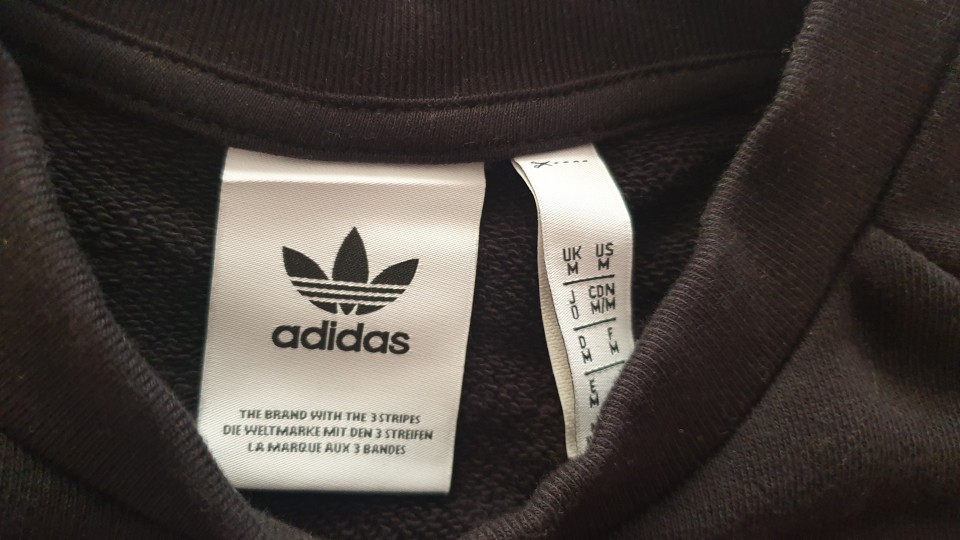 adidas
THE BRAND WITH THE 3 STRIPES
DIE WELTMARKE MIT DEN 3 STREIFEN
LA MARQUE AUX 3 BANDES
UK US
M M
J CDN
O M/M
D F
M M
E
M